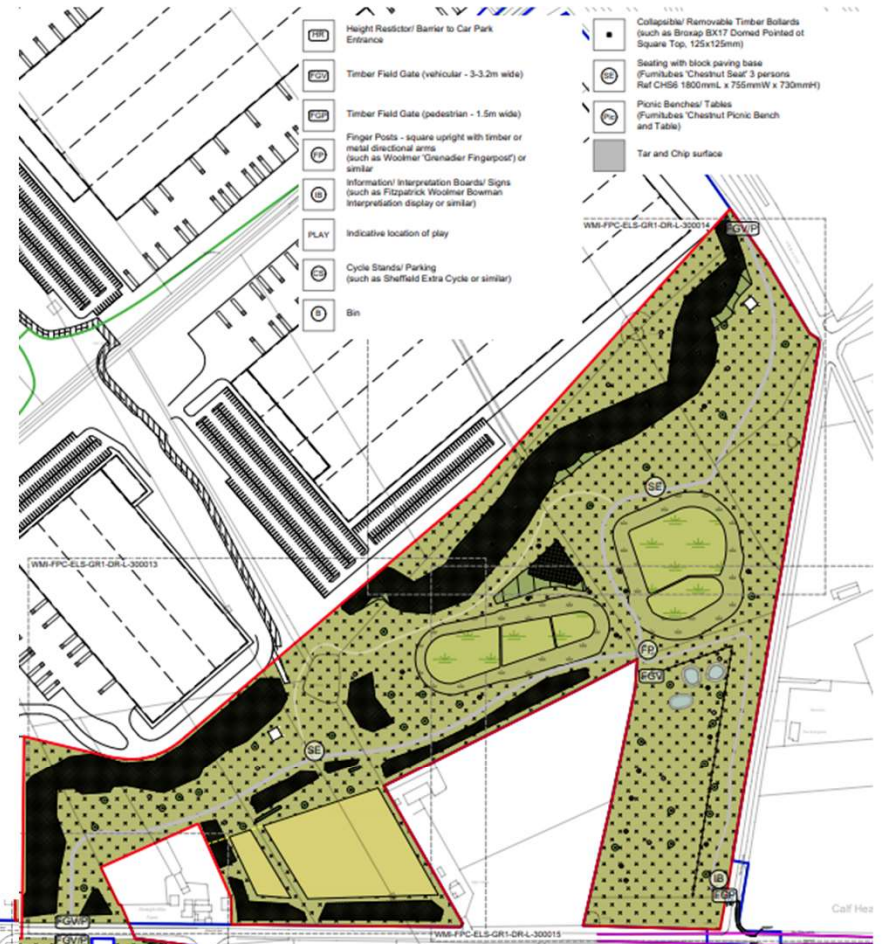 HR
Height Restictor/ Barrier to Car Park
Entrance
FGV
Timber Field Gate (vehicular - 3-3.2m wide)
FGP
Timber Field Gate (pedestrian - 1.5m wide)
FP
Finger Posts - square upright with timber or
metal directional arms
(such as Woolmer 'Grenadier Fingerpost') or
similar
IB
Information/ Interpretation Boards/ Signs
(such as Fitzpatrick Woolmer Bowman
Interpretiation display or similar)
PLAY
Indicative location of play
CS
Cycle Stands/ Parking
(such as Sheffield Extra Cycle or similar)
B
Bin
Collapsible/ Removable Timber Bollards
(such as Broxap BX17 Domed Pointed ot
Square Top, 125x125mm)
SE
Seating with block paving base
(Furnitubes 'Chestnut Seat' 3 persons
Ref CHS6 1800mmL x 755mmW x 730mmH)
Pic
Picnic Benches/ Tables
(Furnitubes 'Chestnut Picnic Bench
and Table)
Tar and Chip surface
WMI-FPC-ELS-GR1-DR-L-300014
FGV/P
SE
WMI-FPC-ELS-GR1-DR-L-300013
FP
FGV
SE
IB
FGP
Calf Hea
FGV/P
WMI-FPC-ELS-GR1-DR-L-300015
FGV/P